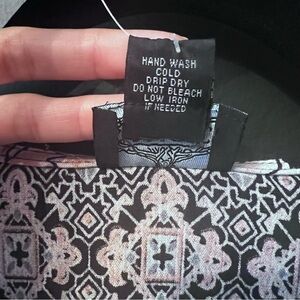 HAND WASH
COLD
DRIP DRY
DO NOT BLEACH
LOW IRON
IF NEEDED